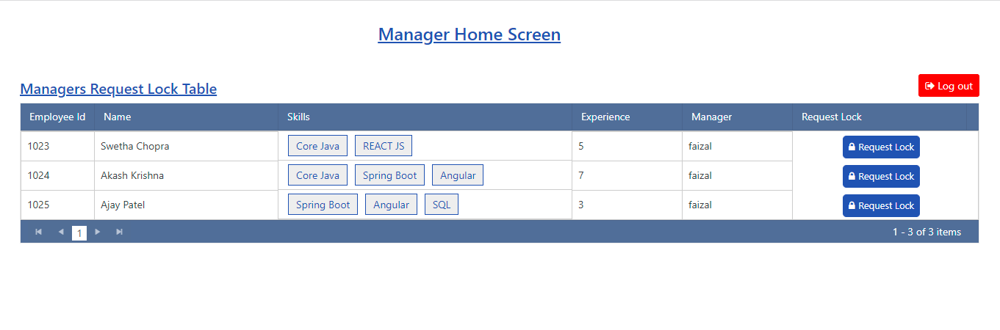 Manager Home Screen
Managers Request Lock Table
Log out
Employee Id Name Skills Experience Manager Request Lock
1023 Swetha Chopra Core Java REACT JS 5 faizal Request Lock
1024 Akash Krishna Core Java Spring Boot Angular 7 faizal Request Lock
1025 Ajay Patel Spring Boot Angular SQL 3 faizal Request Lock
1 1 - 3 of 3 items